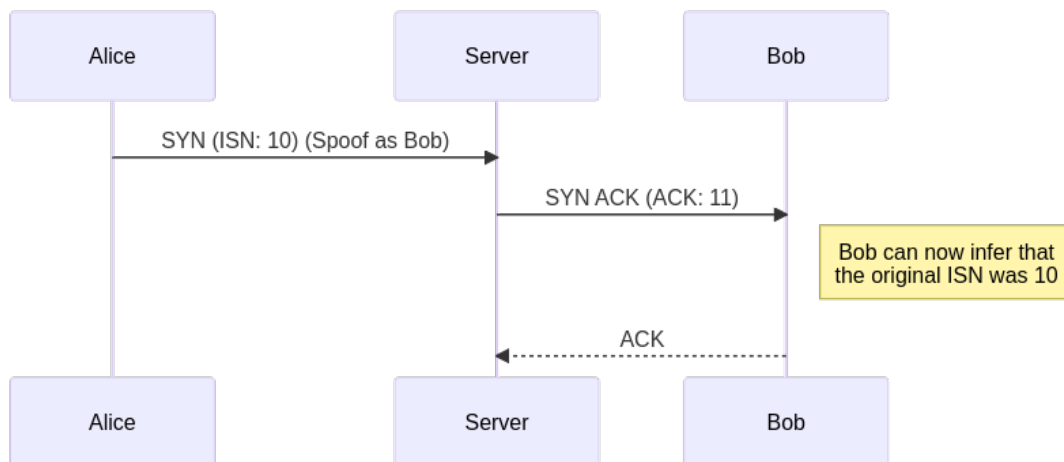 Alice
Server
Bob
SYN (ISN: 10) (Spoof as Bob)
SYN ACK (ACK: 11)
Bob can now infer that
the original ISN was 10
ACK
Alice
Server
Bob